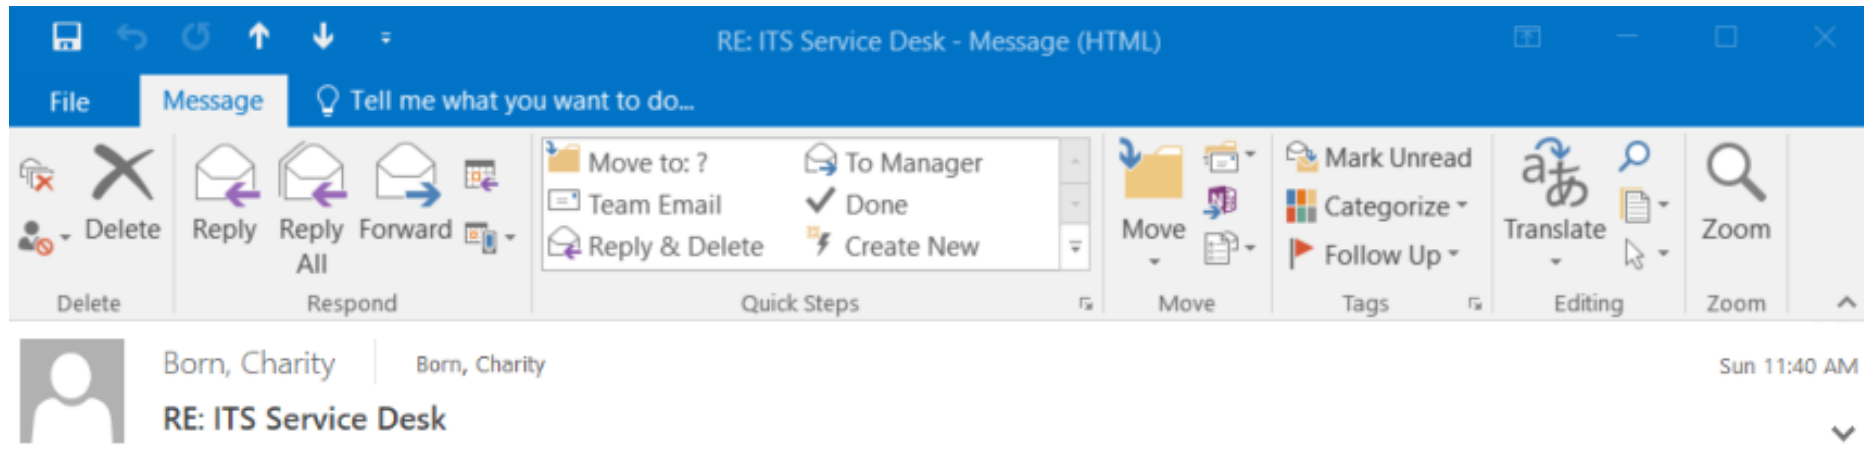 RE: ITS Service Desk - Message (HTML)
File Message Tell me what you want to do...
Move to: ? To Manager Mark Unread
Team Email Done Categorize
Delete Reply Reply All Forward Move Translate Zoom
Reply & Delete Create New Follow Up
Delete Respond Quick Steps Move Tags Editing Zoom
Born, Charity Born, Charity Sun 11:40 AM
RE: ITS Service Desk